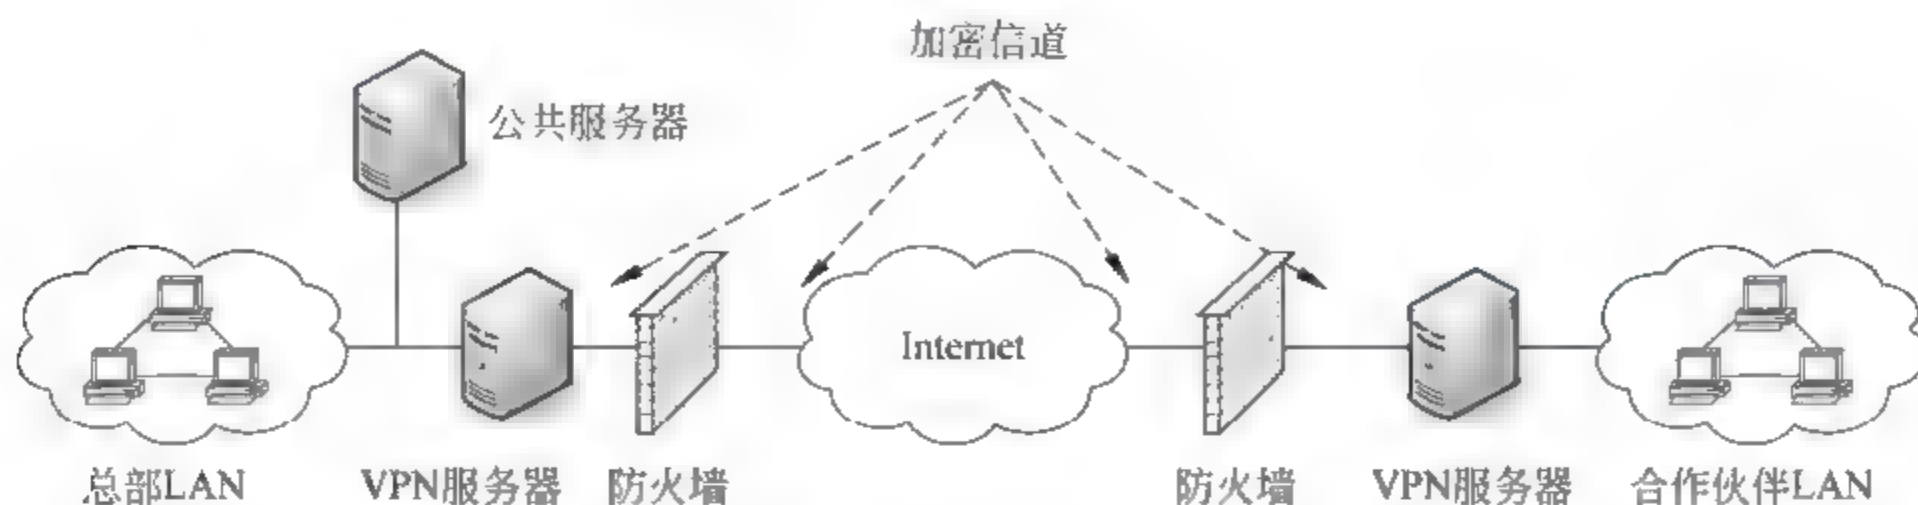 加密信道
公共服务器
Internet
总部LAN
VPN服务器
防火墙
防火墙
VPN服务器
合作伙伴LAN